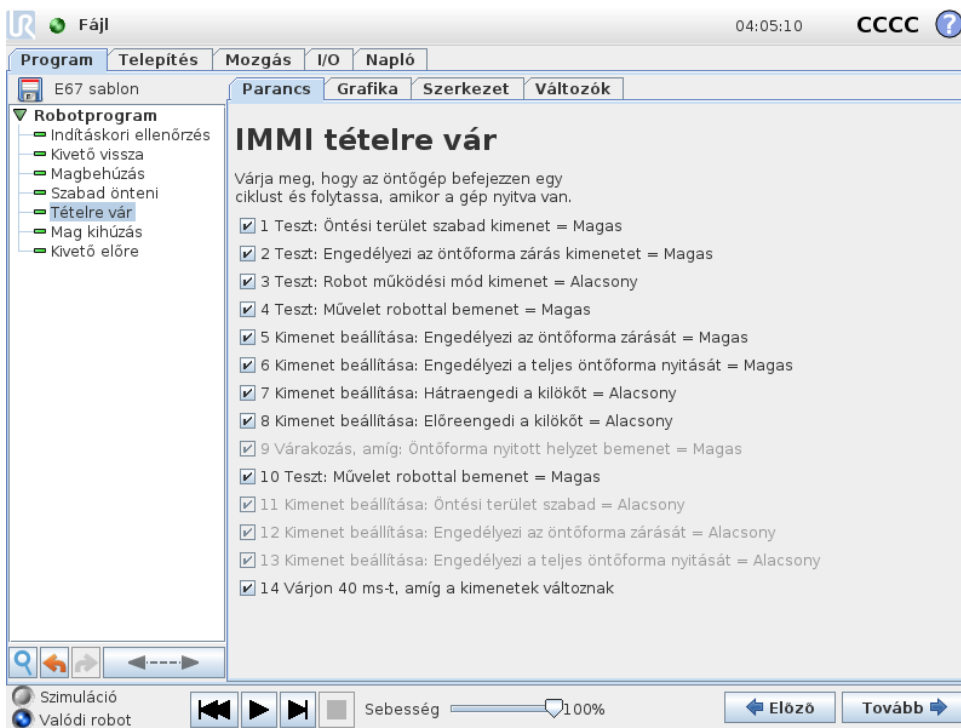 UR Fájl 04:05:10 CCCC ?
Program Telepítés Mozgás I/O Napló
E67 sablon Parancs Grafika Szerkezet Változók
Robotprogram
Indításkori ellenőrzés
Kivető vissza
Magbehúzás
Szabad önteni
Tételre vár
Mag kihúzás
Kivető előre
IMMI tételre vár
Várja meg, hogy az öntőgép befejezzen egy
ciklust és folytassa, amikor a gép nyitva van.
1 Teszt: Öntési terület szabad kimenet = Magas
2 Teszt: Engedélyezi az öntőforma zárás kimenetet = Magas
3 Teszt: Robot működési mód kimenet = Alacsony
4 Teszt: Művelet robottal bemenet = Magas
5 Kimenet beállítása: Engedélyezi az öntőforma zárását = Magas
6 Kimenet beállítása: Engedélyezi a teljes öntőforma nyitását = Magas
7 Kimenet beállítása: Hátraengedi a kilökőt = Alacsony
8 Kimenet beállítása: Előreengedi a kilökőt = Alacsony
9 Várakozás, amíg: Öntőforma nyitott helyzet bemenet = Magas
10 Teszt: Művelet robottal bemenet = Magas
11 Kimenet beállítása: Öntési terület szabad = Alacsony
12 Kimenet beállítása: Engedélyezi az öntőforma zárását = Alacsony
13 Kimenet beállítása: Engedélyezi a teljes öntőforma nyitását = Alacsony
14 Várjon 40 ms-t, amíg a kimenetek változnak
Szimuláció
Valódi robot
Sebesség 100%
Előző Tovább